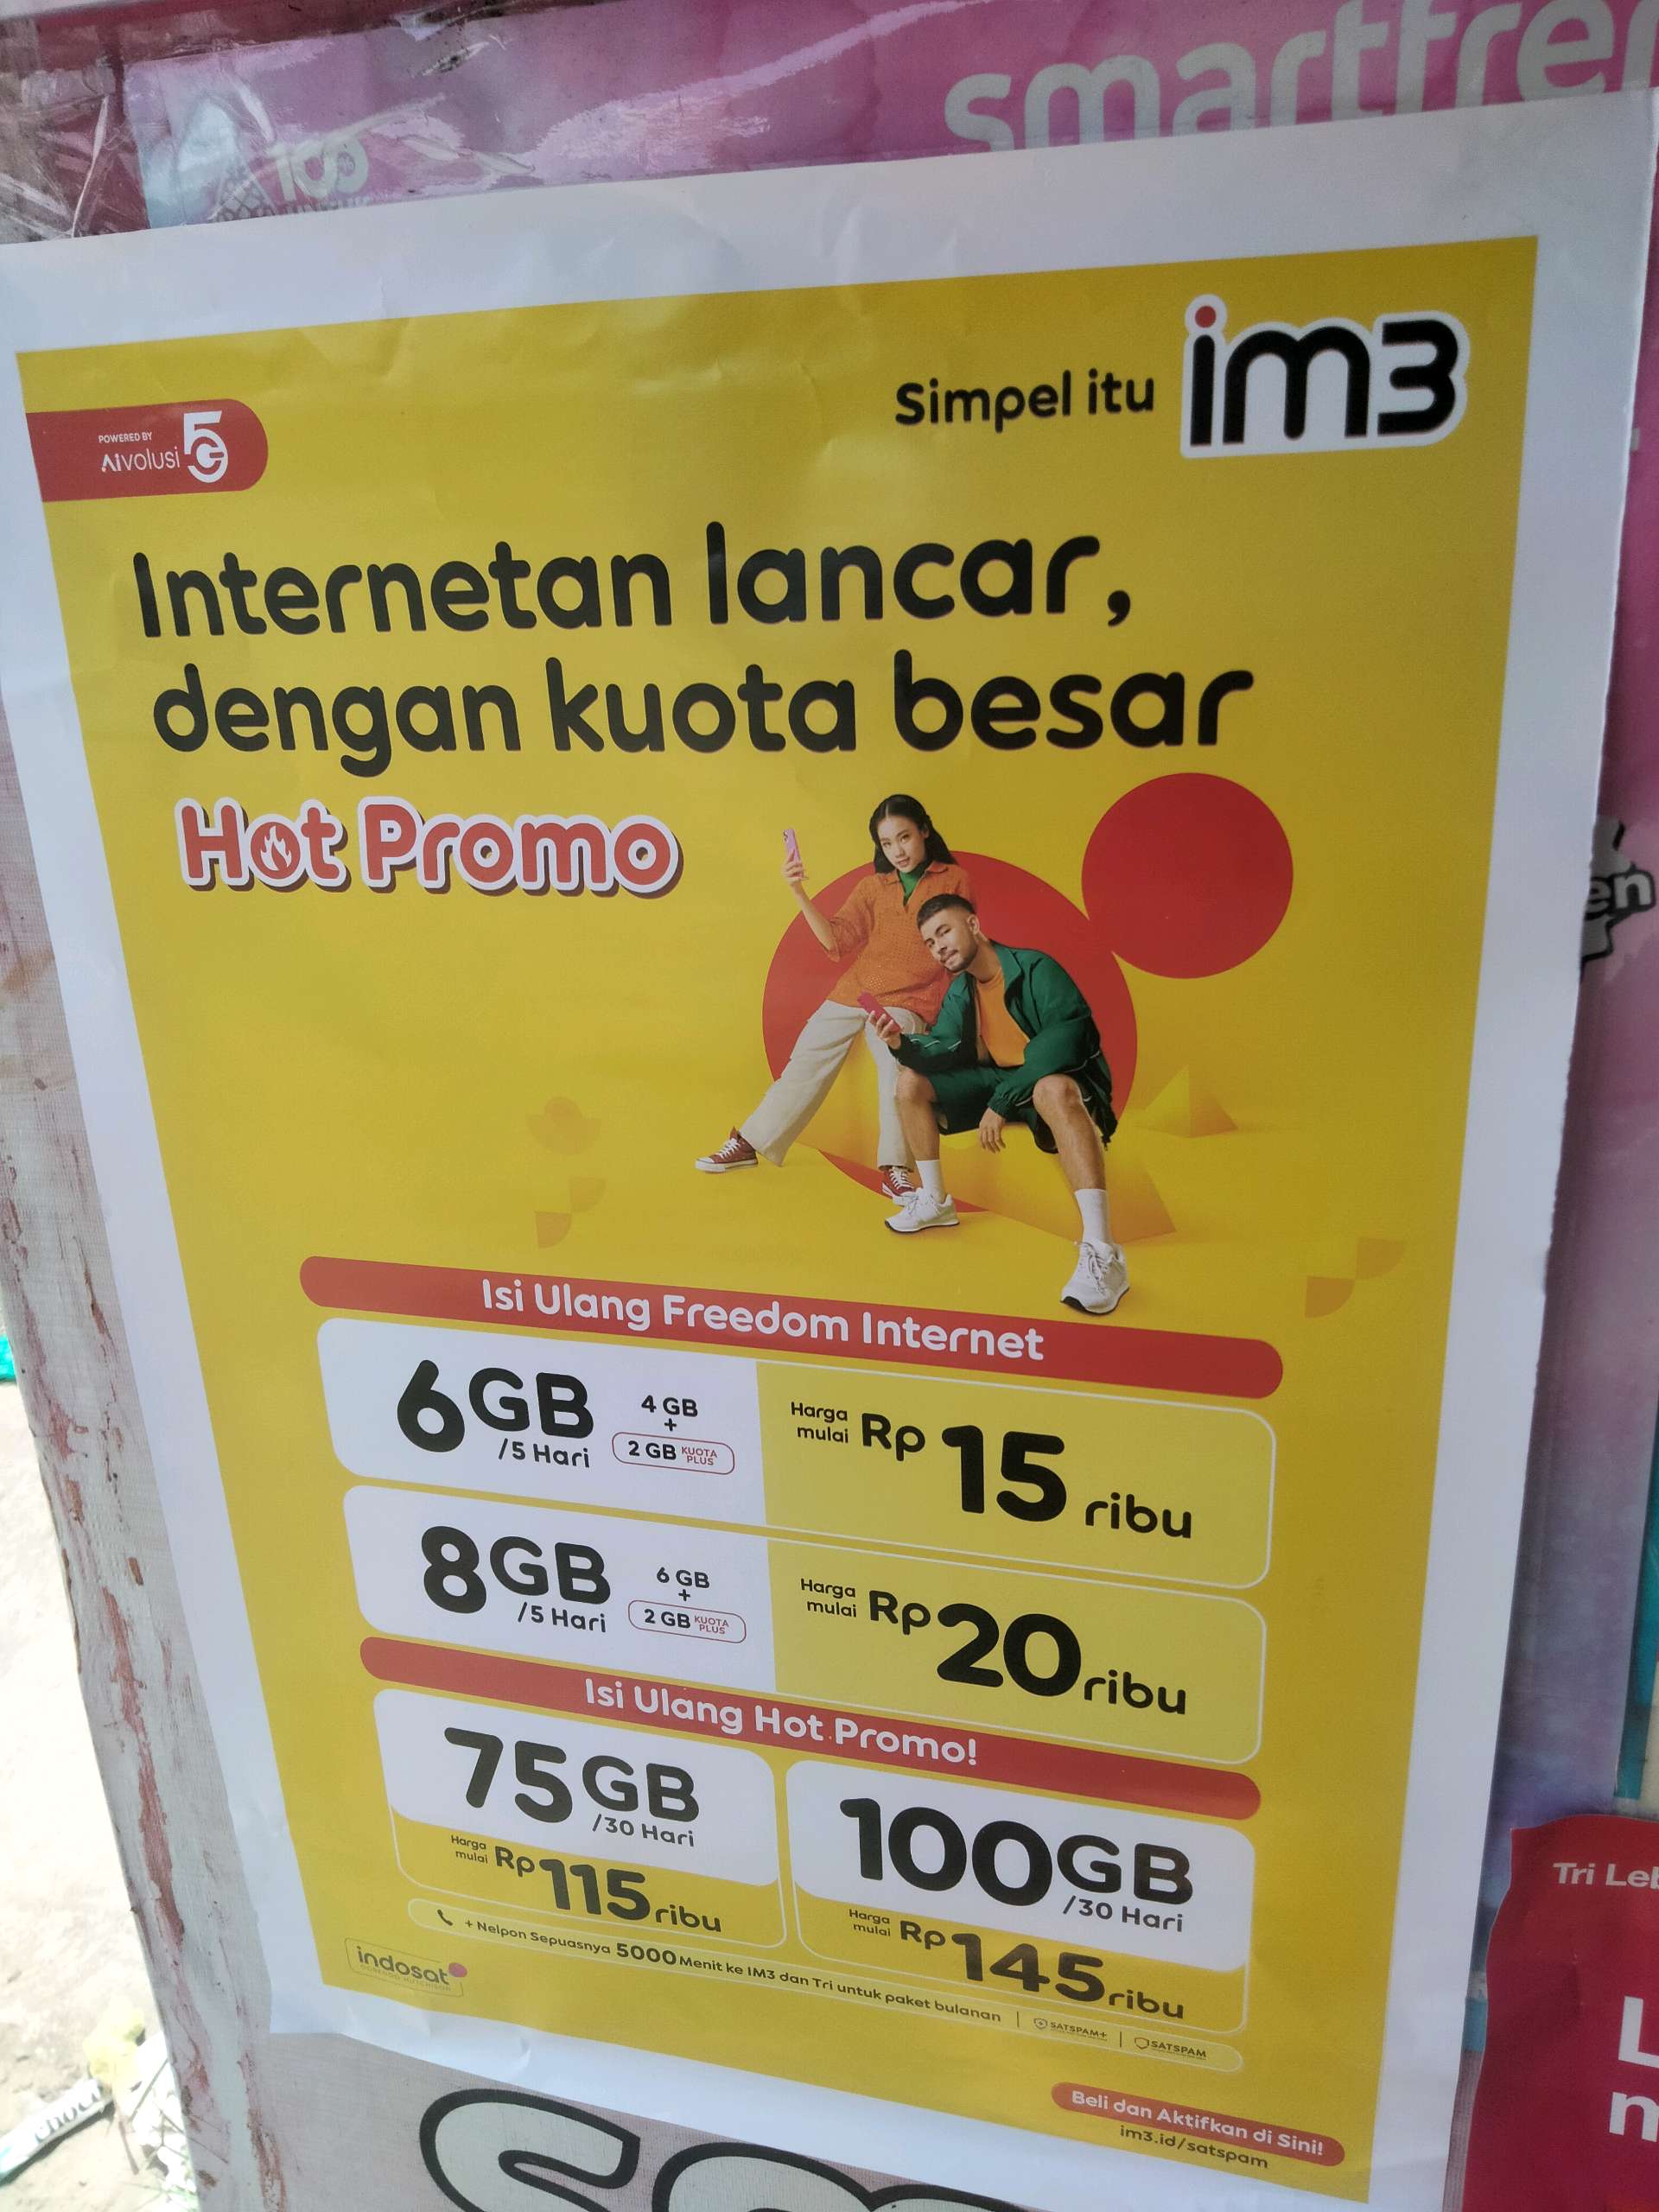 smartfre
100
Simpel itu im3
POWERED BY
AIvolusi 5G
Internetan lancar,
dengan kuota besar
Hot Promo
en
Isi Ulang Freedom Internet
6GB
/5 Hari
4 GB
+
2 GB KUOTA PLUS
Harga mulai Rp 15 ribu
8GB
/5 Hari
6 GB
+
2 GB KUOTA PLUS
Harga mulai Rp 20 ribu
Isi Ulang Hot Promo!
75GB
/30 Hari
Harga mulai Rp 115 ribu
100GB
/30 Hari
Harga mulai Rp 145 ribu
+ Nelpon Sepuasnya 5000 Menit ke IM3 dan Tri untuk paket bulanan | SATSPAM+ | SATSPAM
indosat
Beli dan Aktifkan di Sini!
im3.id/satspam
Tri Leb
L
m